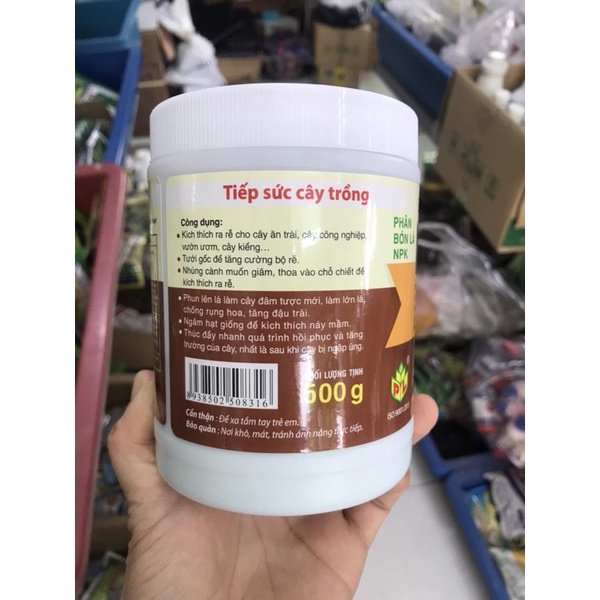 Tiếp sức cây trồng
Công dụng:
• Kích thích ra rễ cho cây ăn trái, cây công nghiệp,
vườn ươm, cây kiểng...
• Tưới gốc để tăng cường bộ rễ.
• Nhúng cành muốn giâm, thoa vào chỗ chiết để
kích thích ra rễ.
• Phun lên lá làm cây đâm tược mới, làm lớn lá,
chống rụng hoa, tăng đậu trái.
• Ngâm hạt giống để kích thích nảy mầm.
• Thúc đẩy nhanh quá trình hồi phục và tăng
trưởng của cây, nhất là sau khi cây bị ngập úng.
LƯỢNG TỊNH
500 g
8 938502 508316
Cẩn thận: Để xa tầm tay trẻ em.
Bảo quản: Nơi khô, mát, tránh ánh nắng trực tiếp.
PHÂN
BÓN LÁ
NPK